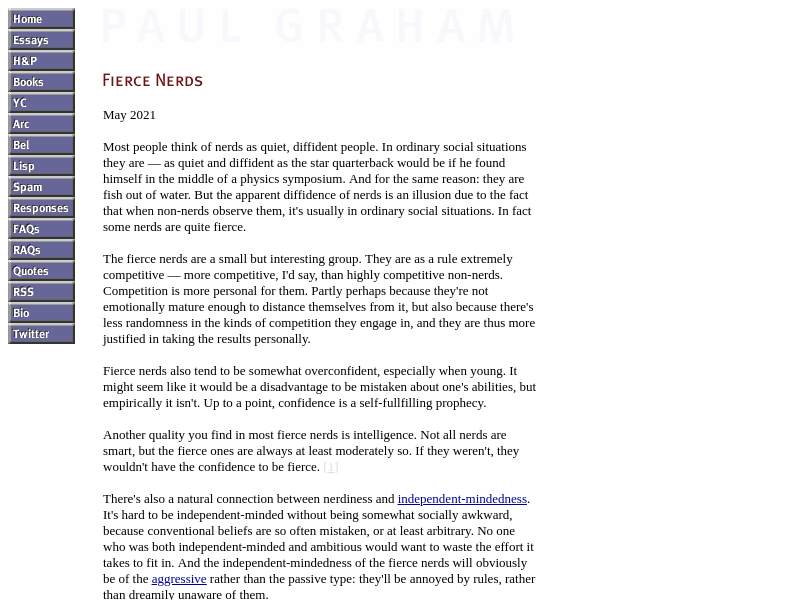 PAUL GRAHAM
Home
Essays
H&P
Books
YC
Arc
Bel
Lisp
Spam
Responses
FAQs
RAQs
Quotes
RSS
Bio
Twitter
Fierce Nerds
May 2021
Most people think of nerds as quiet, diffident people. In ordinary social situations
they are — as quiet and diffident as the star quarterback would be if he found
himself in the middle of a physics symposium. And for the same reason: they are
fish out of water. But the apparent diffidence of nerds is an illusion due to the fact
that when non-nerds observe them, it's usually in ordinary social situations. In fact
some nerds are quite fierce.
The fierce nerds are a small but interesting group. They are as a rule extremely
competitive — more competitive, I'd say, than highly competitive non-nerds.
Competition is more personal for them. Partly perhaps because they're not
emotionally mature enough to distance themselves from it, but also because there's
less randomness in the kinds of competition they engage in, and they are thus more
justified in taking the results personally.
Fierce nerds also tend to be somewhat overconfident, especially when young. It
might seem like it would be a disadvantage to be mistaken about one's abilities, but
empirically it isn't. Up to a point, confidence is a self-fullfilling prophecy.
Another quality you find in most fierce nerds is intelligence. Not all nerds are
smart, but the fierce ones are always at least moderately so. If they weren't, they
wouldn't have the confidence to be fierce. [1]
There's also a natural connection between nerdiness and independent-mindedness.
It's hard to be independent-minded without being somewhat socially awkward,
because conventional beliefs are so often mistaken, or at least arbitrary. No one
who was both independent-minded and ambitious would want to waste the effort it
takes to fit in. And the independent-mindedness of the fierce nerds will obviously
be of the aggressive rather than the passive type: they'll be annoyed by rules, rather
than dreamily unaware of them.